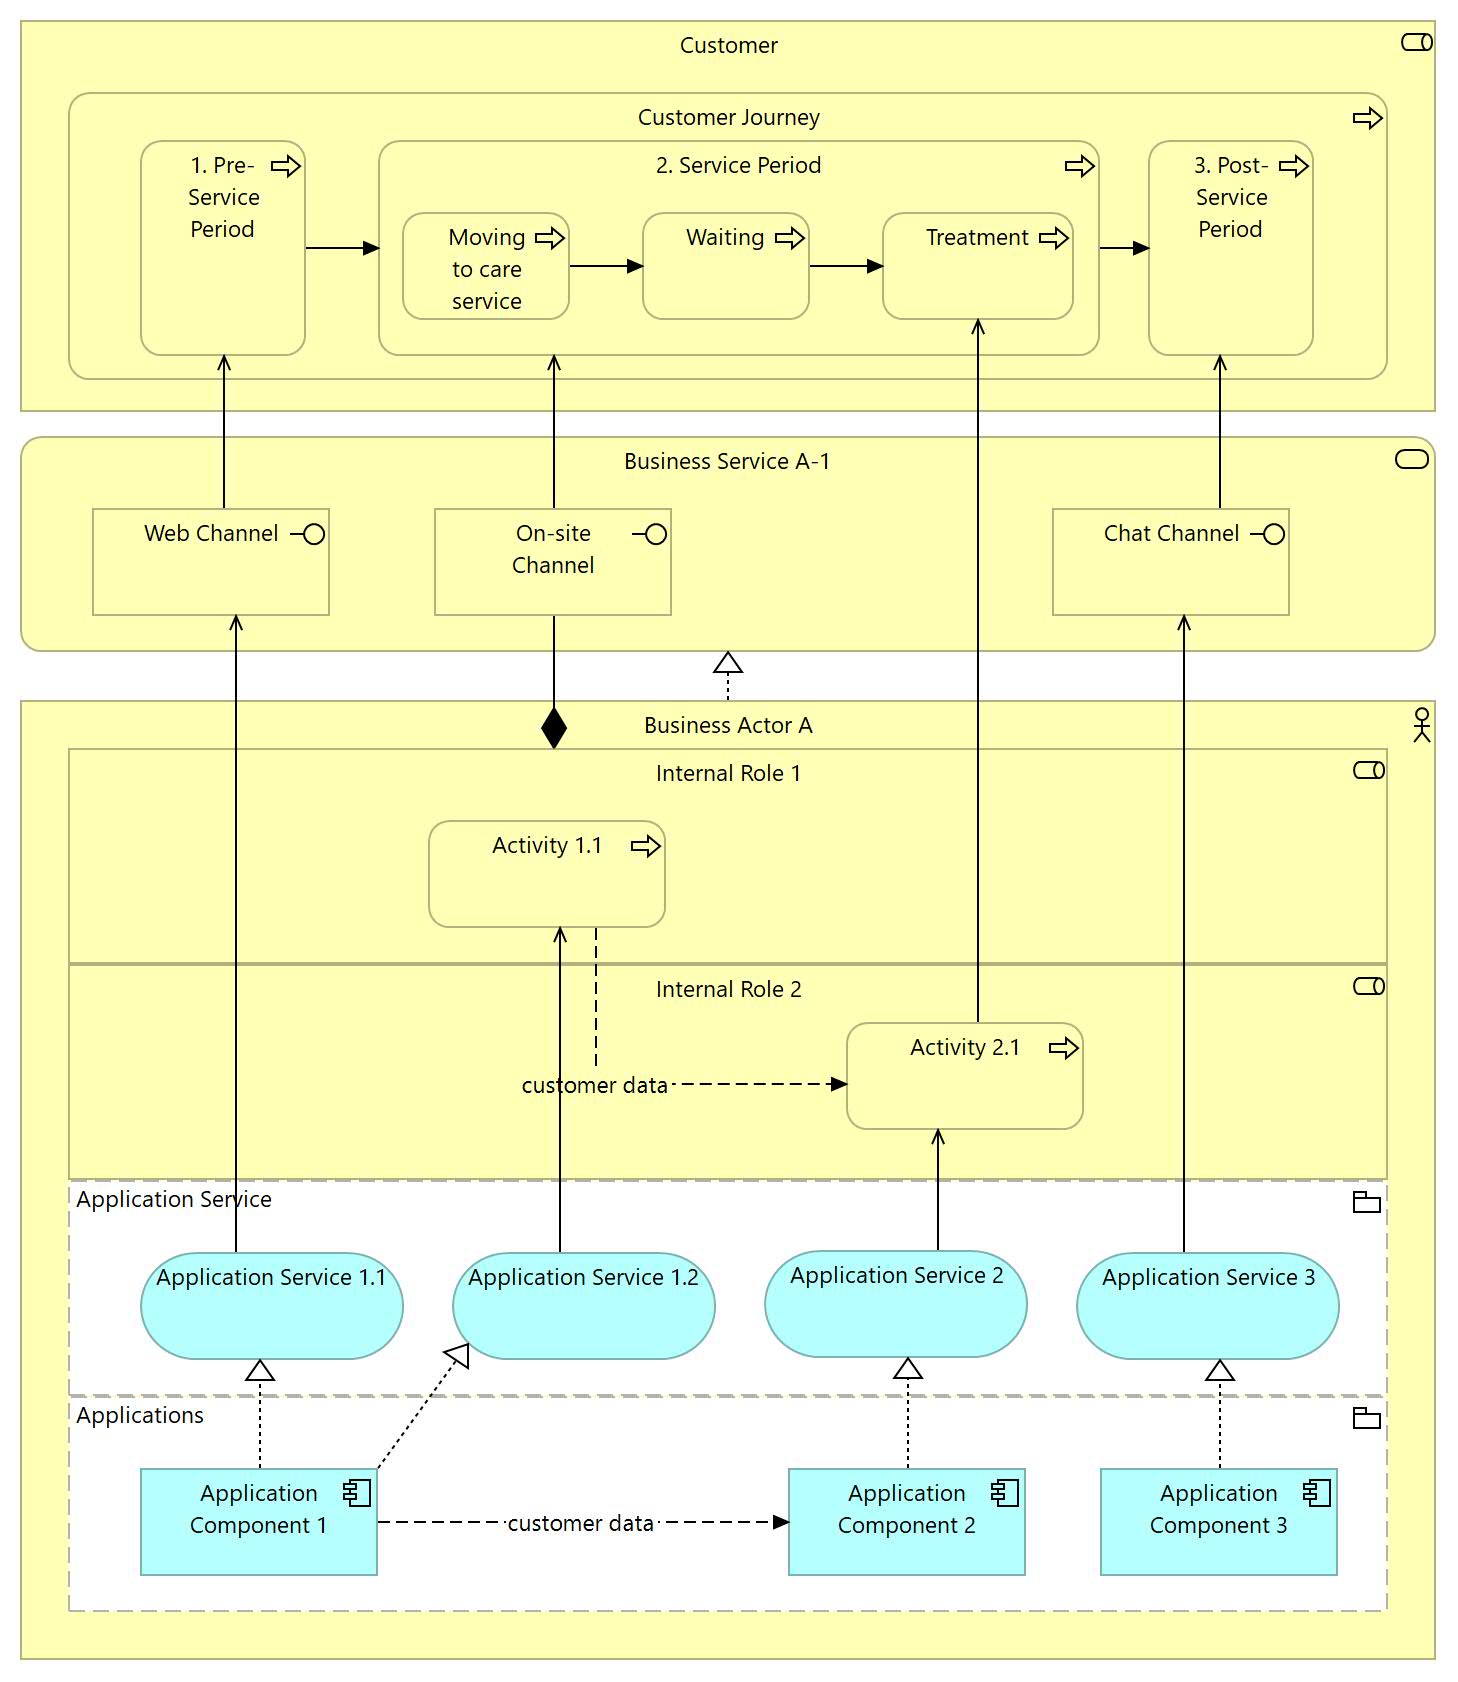 Customer
Customer Journey
1. Pre-
Service
Period
2. Service Period
Moving
to care
service
Waiting
Treatment
3. Post-
Service
Period
Business Service A-1
Web Channel
On-site
Channel
Chat Channel
Business Actor A
Internal Role 1
Activity 1.1
Internal Role 2
Activity 2.1
customer data
Application Service
Application Service 1.1
Application Service 1.2
Application Service 2
Application Service 3
Applications
Application
Component 1
customer data
Application
Component 2
Application
Component 3